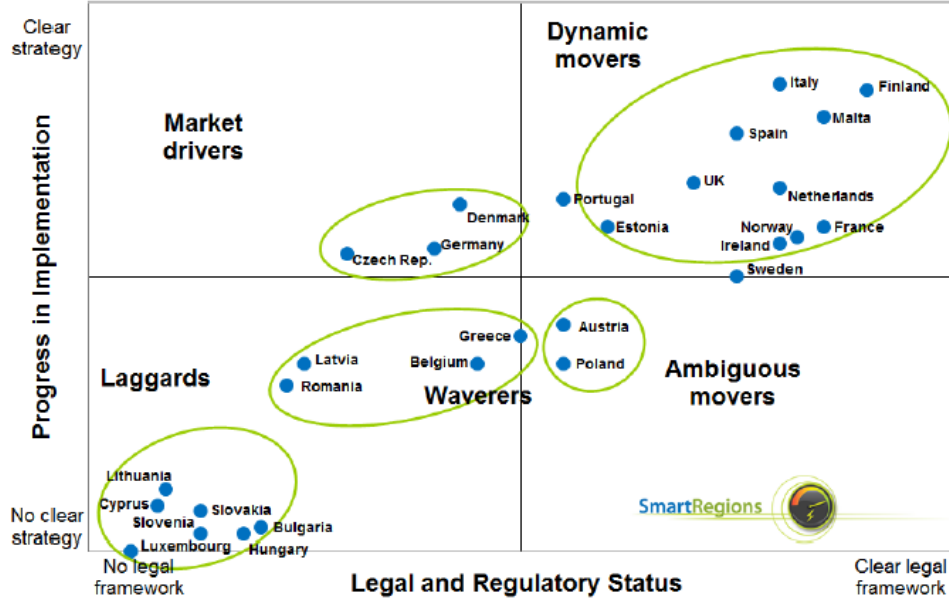 Clear
strategy
Dynamic
movers
Italy
Finland
Malta
Market
drivers
Spain
UK
Netherlands
Portugal
Denmark
Estonia
Norway
France
Germany
Ireland
Czech Rep.
Sweden
Progress in Implementation
Austria
Greece
Latvia
Belgium
Poland
Laggards
Romania
Waverers
Ambiguous
movers
Lithuania
Cyprus
Slovakia
SmartRegions
No clear
strategy
Slovenia
Bulgaria
Luxembourg
Hungary
No legal
framework
Legal and Regulatory Status
Clear legal
framework